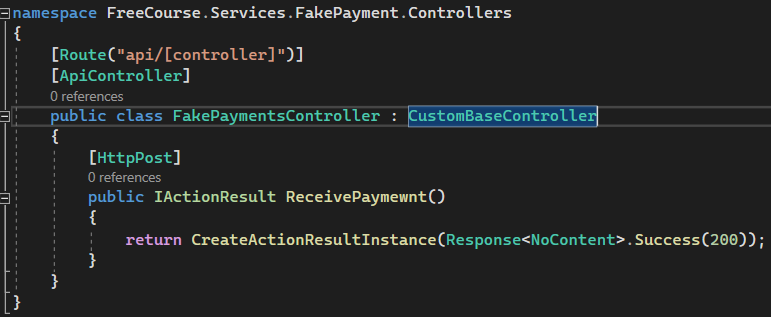 namespace FreeCourse.Services.FakePayment.Controllers
{
[Route("api/[controller]")]
[ApiController]
0 references
public class FakePaymentsController : CustomBaseController
{
[HttpPost]
0 references
public IActionResult ReceivePaymewnt()
{
return CreateActionResultInstance(Response<NoContent>.Success(200));
}
}
}